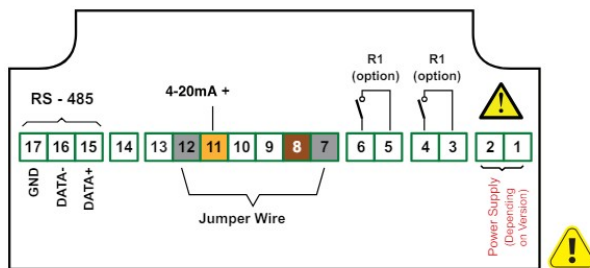 R1
(option)
R1
(option)
4-20mA +
RS - 485
17 16 15 14 13 12 11 10 9 8 7 6 5 4 3 2 1
GND
DATA-
DATA+
Jumper Wire
Power Supply
(Depending
on Version)